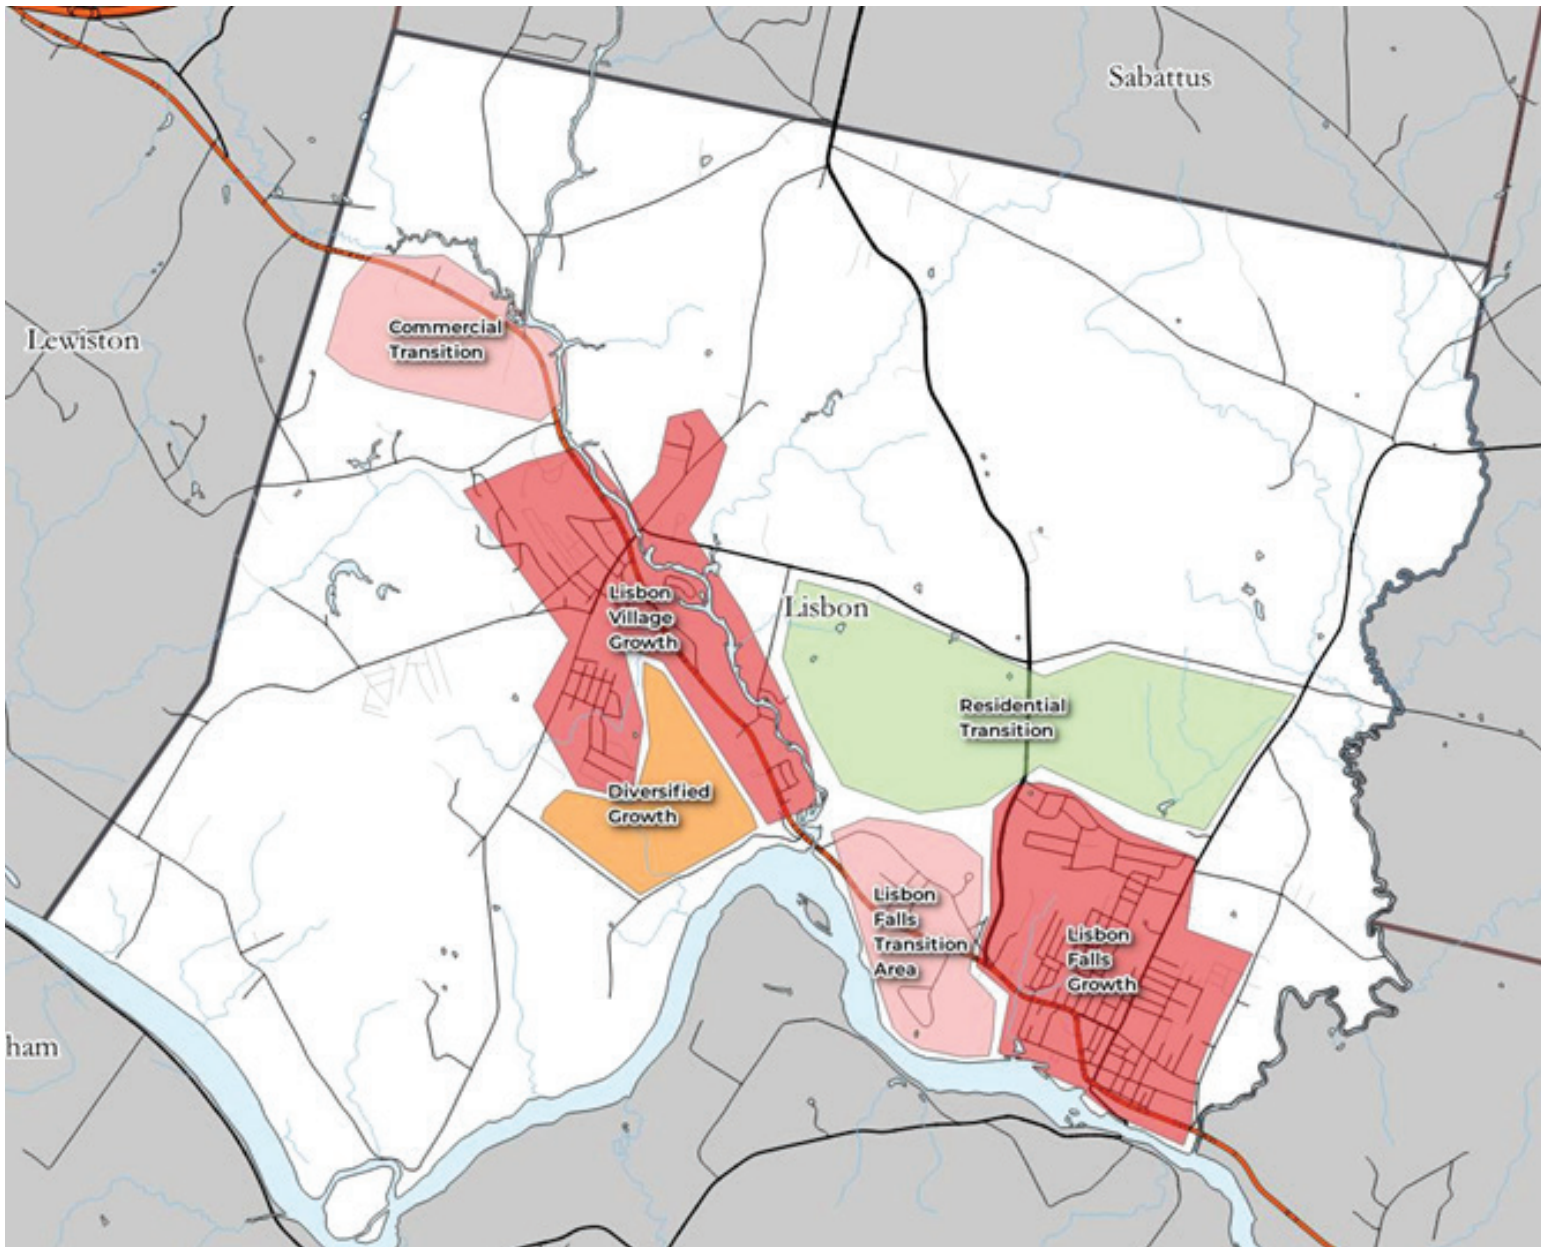 Sabattus
Lewiston
Commercial
Transition
Lisbon
Village
Growth
Lisbon
Residential
Transition
Diversified
Growth
Lisbon
Falls
Transition
Area
Lisbon
Falls
Growth
ham